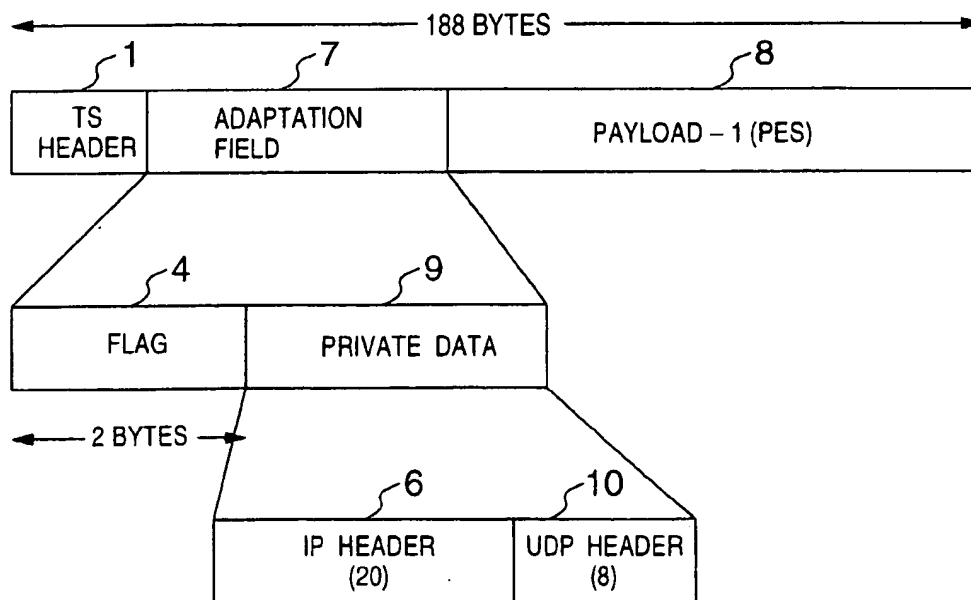 188 BYTES
1 7 8
TS HEADER
ADAPTATION FIELD
PAYLOAD – 1 (PES)
4 9
FLAG
PRIVATE DATA
2 BYTES
6 10
IP HEADER (20)
UDP HEADER (8)